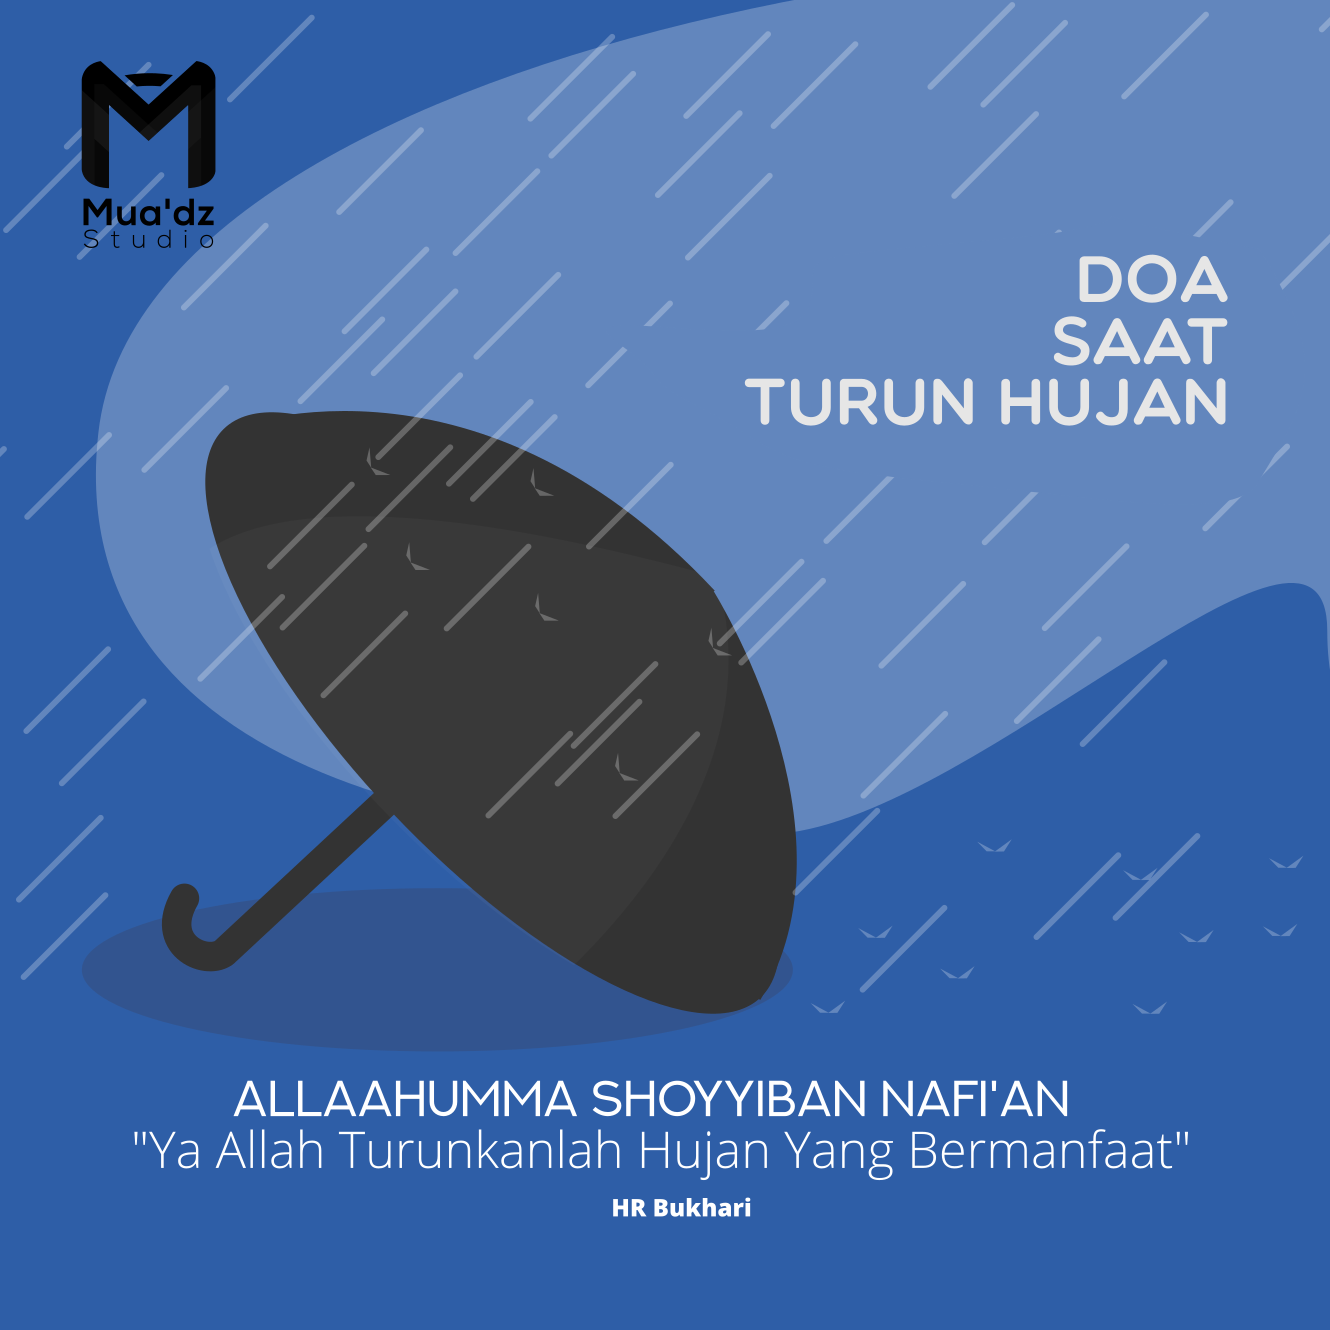 Mua'dz
Studio
DOA
SAAT
TURUN HUJAN
ALLAAHUMMA SHOYYIBAN NAFI'AN
"Ya Allah Turunkanlah Hujan Yang Bermanfaat"
HR Bukhari